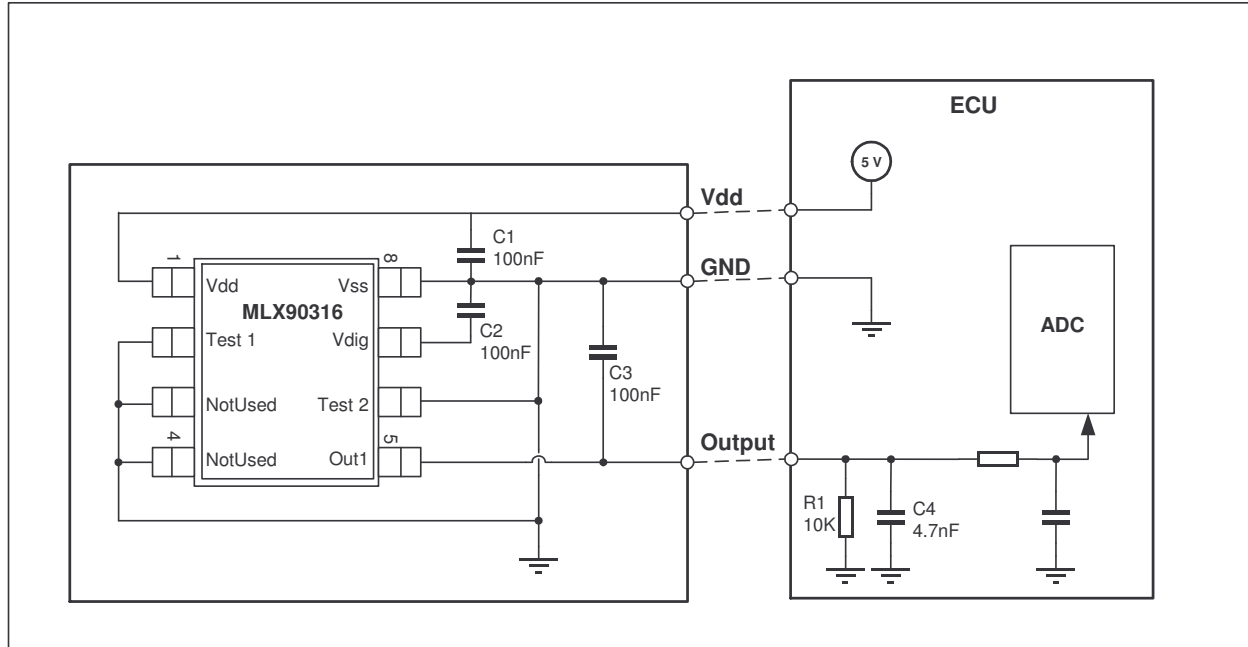 ECU
5 V
Vdd
C1
100nF
GND
1
8
Vdd
Vss
MLX90316
ADC
Test 1
Vdig
C2
100nF
C3
100nF
NotUsed
Test 2
Output
4
5
NotUsed
Out1
R1
10K
C4
4.7nF